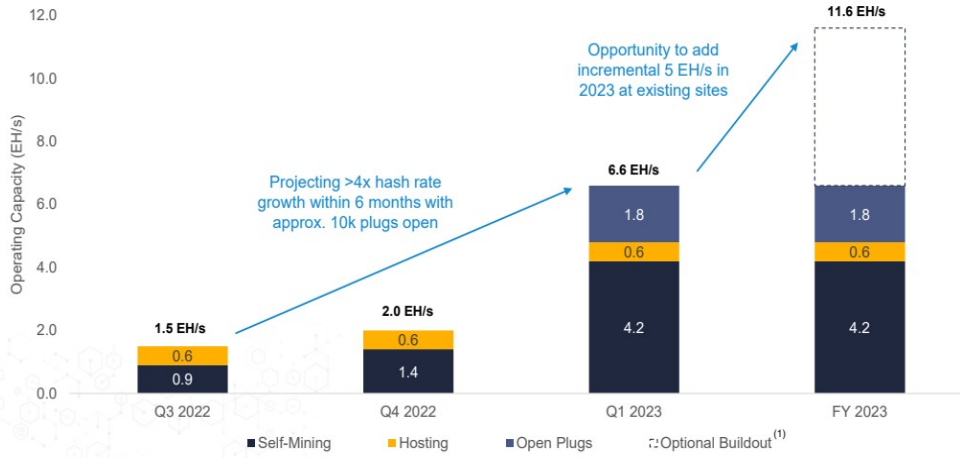 12.0
10.0
8.0
6.0
4.0
2.0
0.0
Operating Capacity (EH/s)
11.6 EH/s
Opportunity to add
incremental 5 EH/s in
2023 at existing sites
Projecting >4x hash rate
growth within 6 months with
approx. 10k plugs open
1.5 EH/s
0.6
0.9
2.0 EH/s
0.6
1.4
6.6 EH/s
1.8
0.6
4.2
1.8
0.6
4.2
Q3 2022
Q4 2022
Q1 2023
FY 2023
Self-Mining
Hosting
Open Plugs
Optional Buildout(1)